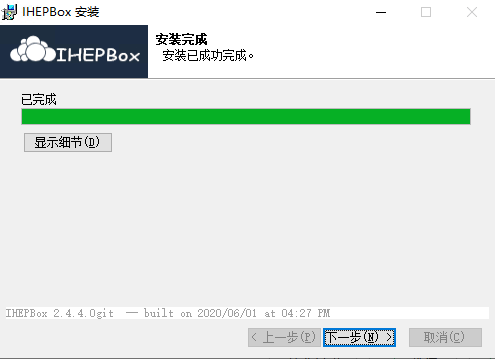 IHEPBox 安装
IHEPBox
安装完成
安装已成功完成。
已完成
显示细节(D)
IHEPBox 2.4.4.0git — built on 2020/06/01 at 04:27 PM
< 上一步(P)
下一步(N) >
取消(C)